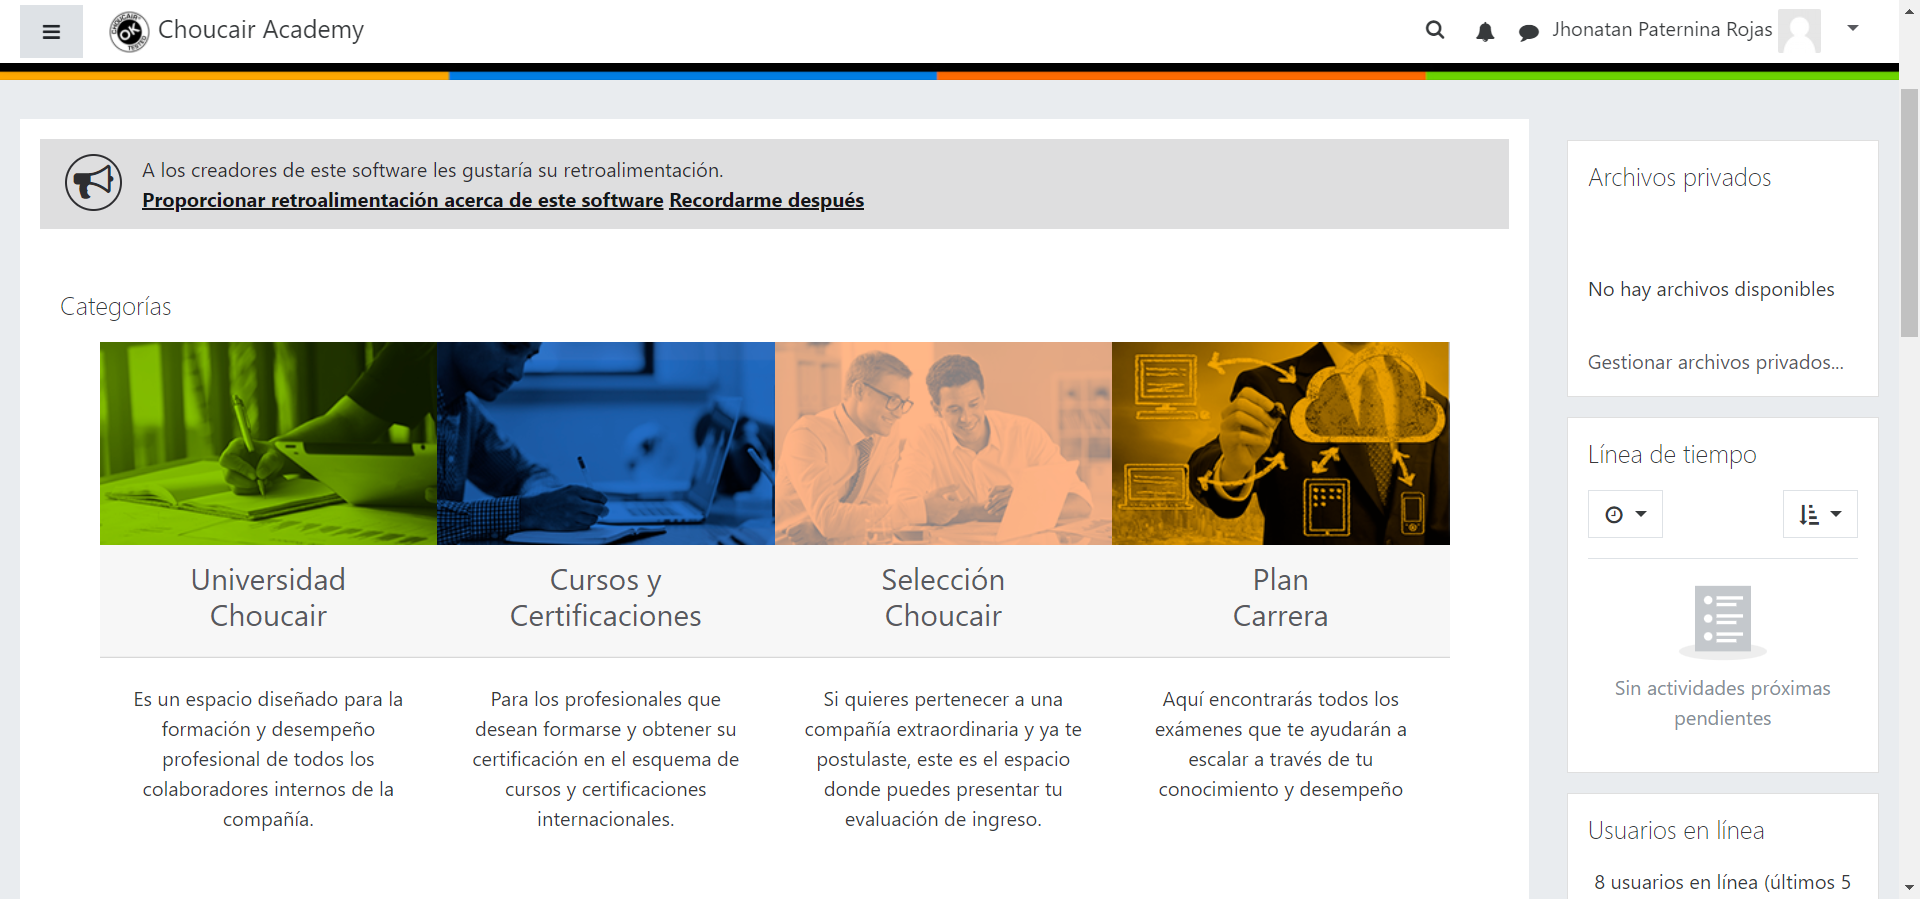 Choucair Academy
Jhonatan Paternina Rojas
A los creadores de este software les gustaría su retroalimentación.
Proporcionar retroalimentación acerca de este software Recordarme después
Categorías
Universidad
Choucair
Es un espacio diseñado para la
formación y desempeño
profesional de todos los
colaboradores internos de la
compañía.
Cursos y
Certificaciones
Para los profesionales que
desean formarse y obtener su
certificación en el esquema de
cursos y certificaciones
internacionales.
Selección
Choucair
Si quieres pertenecer a una
compañía extraordinaria y ya te
postulaste, este es el espacio
donde puedes presentar tu
evaluación de ingreso.
Plan
Carrera
Aquí encontrarás todos los
exámenes que te ayudarán a
escalar a través de tu
conocimiento y desempeño
Archivos privados
No hay archivos disponibles
Gestionar archivos privados...
Línea de tiempo
Sin actividades próximas
pendientes
Usuarios en línea
8 usuarios en línea (últimos 5